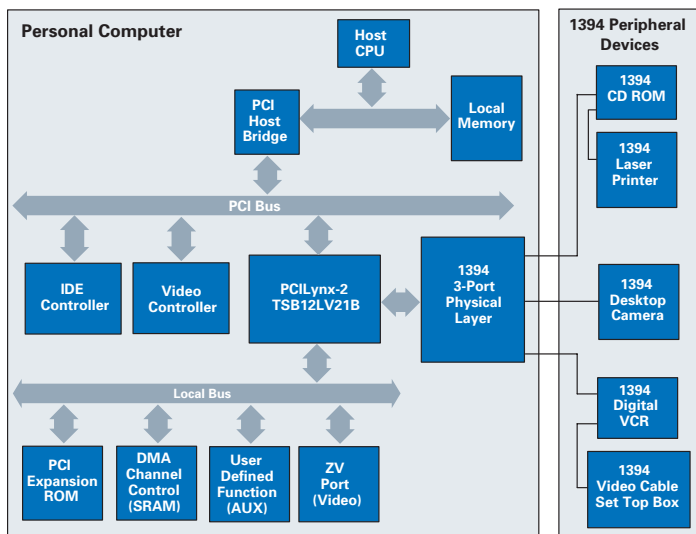 Personal Computer
Host
CPU
PCI
Host
Bridge
Local
Memory
PCI Bus
IDE
Controller
Video
Controller
PCILynx-2
TSB12LV21B
1394
3-Port
Physical
Layer
Local Bus
PCI
Expansion
ROM
DMA
Channel
Control
(SRAM)
User
Defined
Function
(AUX)
ZV
Port
(Video)
1394 Peripheral
Devices
1394
CD ROM
1394
Laser
Printer
1394
Desktop
Camera
1394
Digital
VCR
1394
Video Cable
Set Top Box